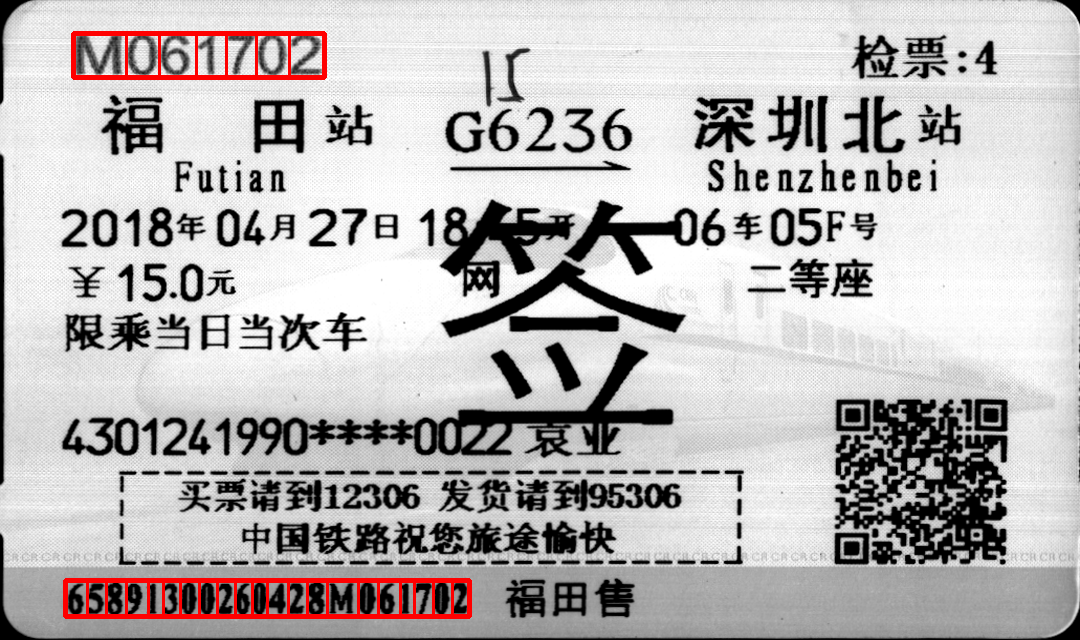 M061702 检票:4
15
福田站 G6236 深圳北站
Futian Shenzhenbei
2018年04月27日 18:15开 06车05F号
¥15.0元 网 二等座
签
限乘当日当次车
4301241990****0022 袁业
买票请到12306 发货请到95306
中国铁路祝您旅途愉快
65891300260428M061702 福田售